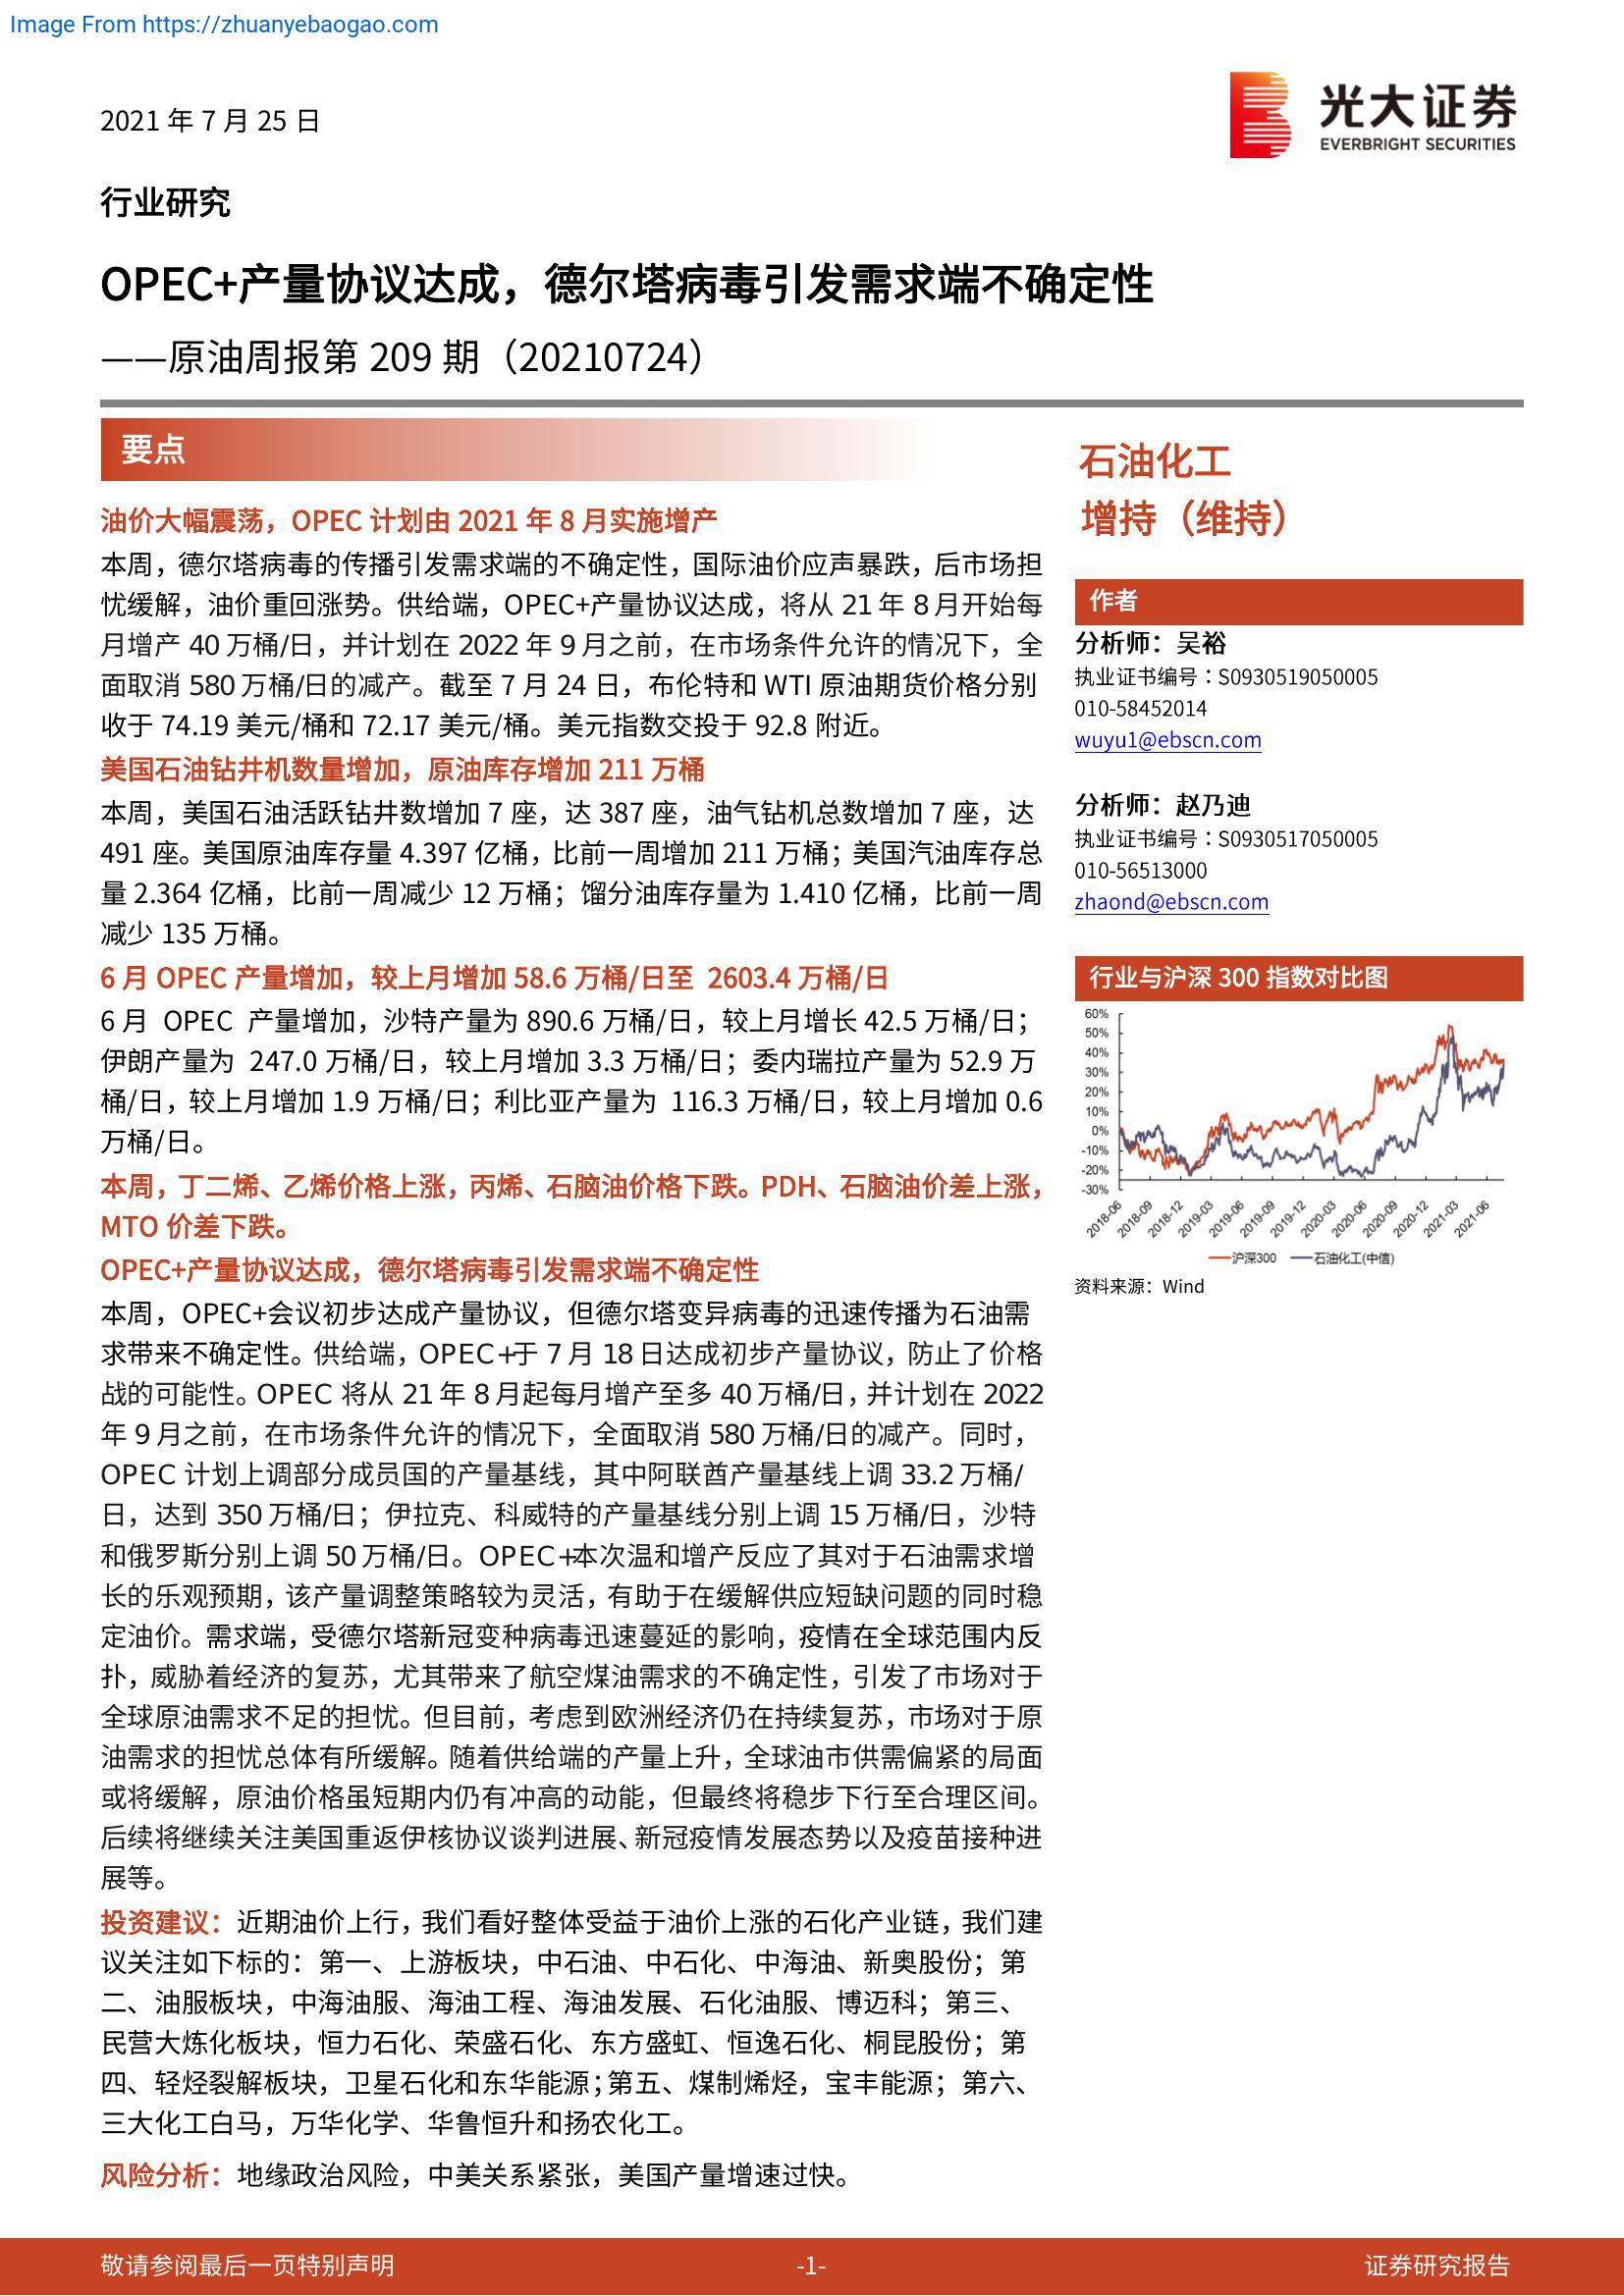 Image From https://zhuanyebaogao.com
2021 年 7 月 25 日
光大证券
EVERBRIGHT SECURITIES
行业研究
OPEC+产量协议达成，德尔塔病毒引发需求端不确定性
——原油周报第 209 期（20210724）
要点
油价大幅震荡，OPEC 计划由 2021 年 8 月实施增产
本周，德尔塔病毒的传播引发需求端的不确定性，国际油价应声暴跌，后市场担
忧缓解，油价重回涨势。供给端，OPEC+产量协议达成，将从 21 年 8 月开始每
月增产 40 万桶/日，并计划在 2022 年 9 月之前，在市场条件允许的情况下，全
面取消 580 万桶/日的减产。截至 7 月 24 日，布伦特和 WTI 原油期货价格分别
收于 74.19 美元/桶和 72.17 美元/桶。美元指数交投于 92.8 附近。
美国石油钻井机数量增加，原油库存增加 211 万桶
本周，美国石油活跃钻井数增加 7 座，达 387 座，油气钻机总数增加 7 座，达
491 座。美国原油库存量 4.397 亿桶，比前一周增加 211 万桶；美国汽油库存总
量 2.364 亿桶，比前一周减少 12 万桶；馏分油库存量为 1.410 亿桶，比前一周
减少 135 万桶。
6 月 OPEC 产量增加，较上月增加 58.6 万桶/日至 2603.4 万桶/日
6 月 OPEC 产量增加，沙特产量为 890.6 万桶/日，较上月增长 42.5 万桶/日；
伊朗产量为 247.0 万桶/日，较上月增加 3.3 万桶/日；委内瑞拉产量为 52.9 万
桶/日，较上月增加 1.9 万桶/日；利比亚产量为 116.3 万桶/日，较上月增加 0.6
万桶/日。
本周，丁二烯、乙烯价格上涨，丙烯、石脑油价格下跌。PDH、石脑油价差上涨，
MTO 价差下跌。
OPEC+产量协议达成，德尔塔病毒引发需求端不确定性
本周，OPEC+会议初步达成产量协议，但德尔塔变异病毒的迅速传播为石油需
求带来不确定性。供给端，OPEC+于 7 月 18 日达成初步产量协议，防止了价格
战的可能性。OPEC 将从 21 年 8 月起每月增产至多 40 万桶/日，并计划在 2022
年 9 月之前，在市场条件允许的情况下，全面取消 580 万桶/日的减产。同时，
OPEC 计划上调部分成员国的产量基线，其中阿联酋产量基线上调 33.2 万桶/
日，达到 350 万桶/日；伊拉克、科威特的产量基线分别上调 15 万桶/日，沙特
和俄罗斯分别上调 50 万桶/日。OPEC+本次温和增产反应了其对于石油需求增
长的乐观预期，该产量调整策略较为灵活，有助于在缓解供应短缺问题的同时稳
定油价。需求端，受德尔塔新冠变种病毒迅速蔓延的影响，疫情在全球范围内反
扑，威胁着经济的复苏，尤其带来了航空煤油需求的不确定性，引发了市场对于
全球原油需求不足的担忧。但目前，考虑到欧洲经济仍在持续复苏，市场对于原
油需求的担忧总体有所缓解。随着供给端的产量上升，全球油市供需偏紧的局面
或将缓解，原油价格虽短期内仍有冲高的动能，但最终将稳步下行至合理区间。
后续将继续关注美国重返伊核协议谈判进展、新冠疫情发展态势以及疫苗接种进
展等。
投资建议：近期油价上行，我们看好整体受益于油价上涨的石化产业链，我们建
议关注如下标的：第一、上游板块，中石油、中石化、中海油、新奥股份；第
二、油服板块，中海油服、海油工程、海油发展、石化油服、博迈科；第三、
民营大炼化板块，恒力石化、荣盛石化、东方盛虹、恒逸石化、桐昆股份；第
四、轻烃裂解板块，卫星石化和东华能源；第五、煤制烯烃，宝丰能源；第六、
三大化工白马，万华化学、华鲁恒升和扬农化工。
风险分析：地缘政治风险，中美关系紧张，美国产量增速过快。
石油化工
增持（维持）
作者
分析师：吴裕
执业证书编号：S0930519050005
010-58452014
wuyu1@ebscn.com
分析师：赵乃迪
执业证书编号：S0930517050005
010-56513000
zhaond@ebscn.com
行业与沪深 300 指数对比图
60%
50%
40%
30%
20%
10%
0%
-10%
-20%
-30%
2018-06 2018-09 2018-12 2019-03 2019-06 2019-09 2019-12 2020-03 2020-06 2020-09 2020-12 2021-03 2021-06
沪深300 石油化工(中信)
资料来源：Wind
敬请参阅最后一页特别声明 -1- 证券研究报告